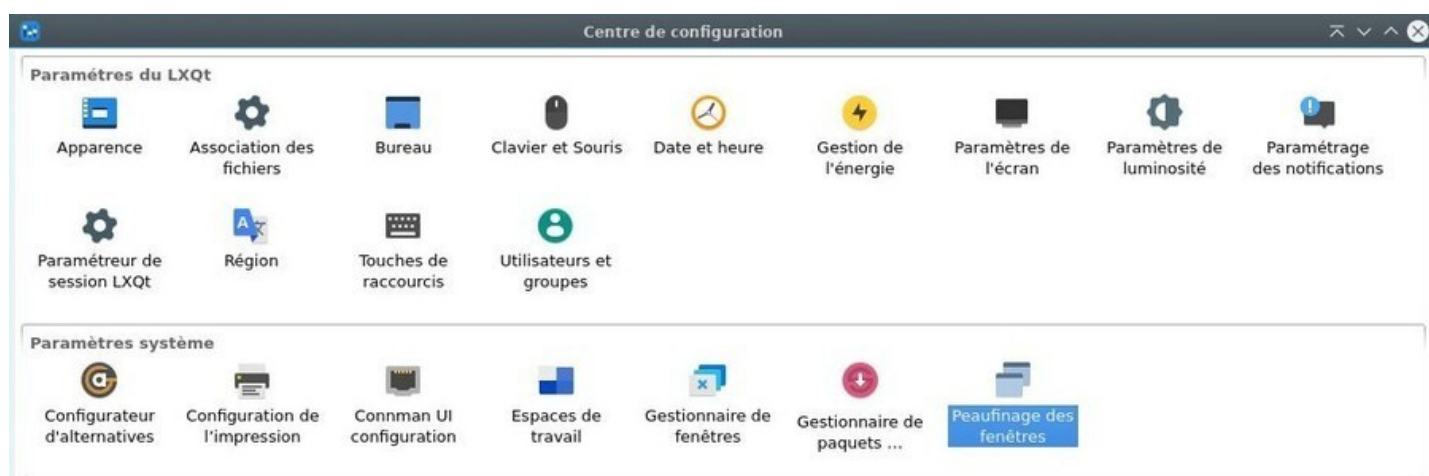 Centre de configuration
Paramétres du LXQt
Apparence
Association des
fichiers
Bureau
Clavier et Souris
Date et heure
Gestion de
l'énergie
Paramètres de
l'écran
Paramètres de
luminosité
Paramétrage
des notifications
Paramétreur de
session LXQt
Région
Touches de
raccourcis
Utilisateurs et
groupes
Paramètres système
Configurateur
d'alternatives
Configuration de
l'impression
Connman UI
configuration
Espaces de
travail
Gestionnaire de
fenêtres
Gestionnaire de
paquets ...
Peaufinage des
fenêtres